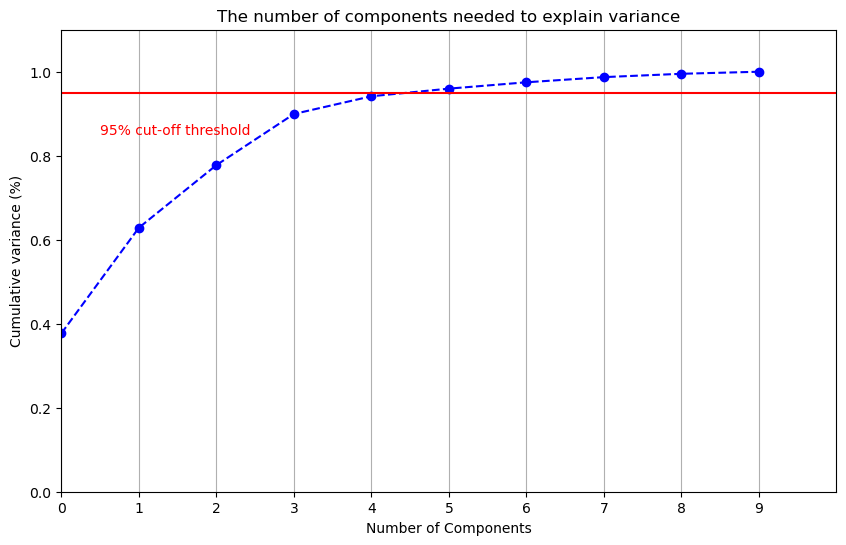 The number of components needed to explain variance
Cumulative variance (%)
1.0
0.8
0.6
0.4
0.2
0.0
95% cut-off threshold
0 1 2 3 4 5 6 7 8 9
Number of Components